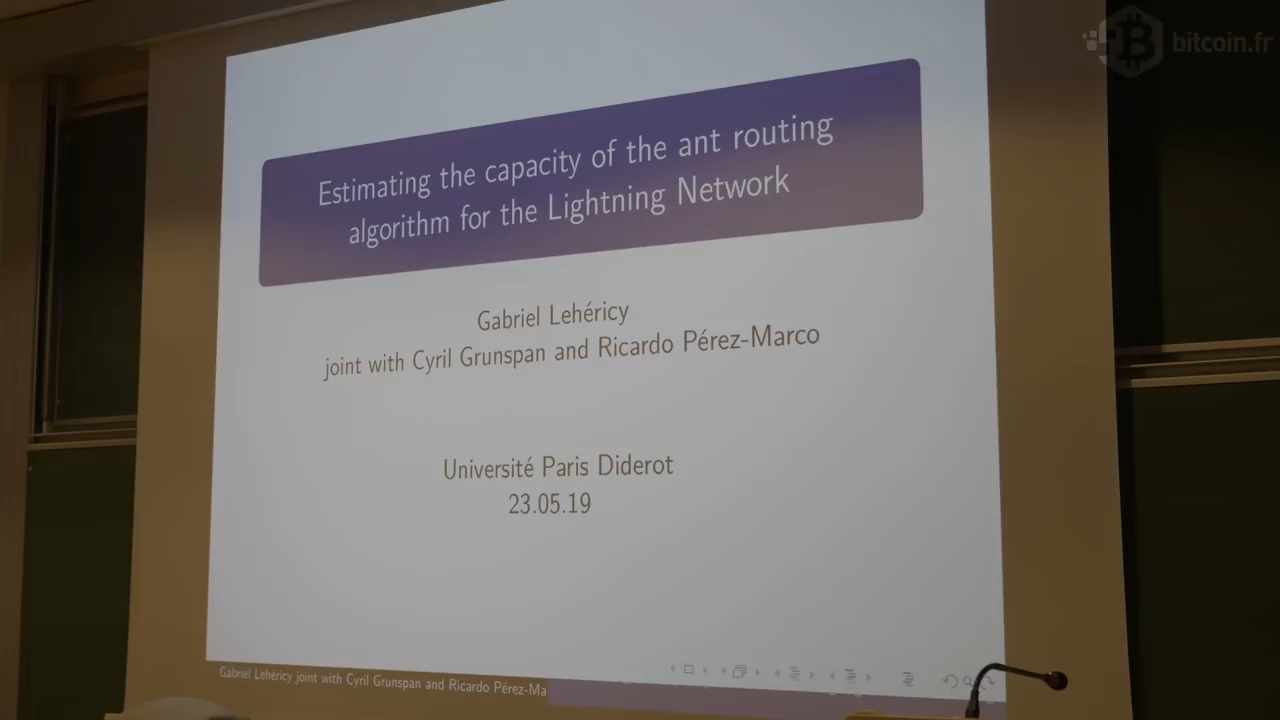 bitcoin.fr
Estimating the capacity of the ant routing
algorithm for the Lightning Network
Gabriel Lehéricy
joint with Cyril Grunspan and Ricardo Pérez-Marco
Université Paris Diderot
23.05.19
Gabriel Lehéricy joint with Cyril Grunspan and Ricardo Pérez-Ma